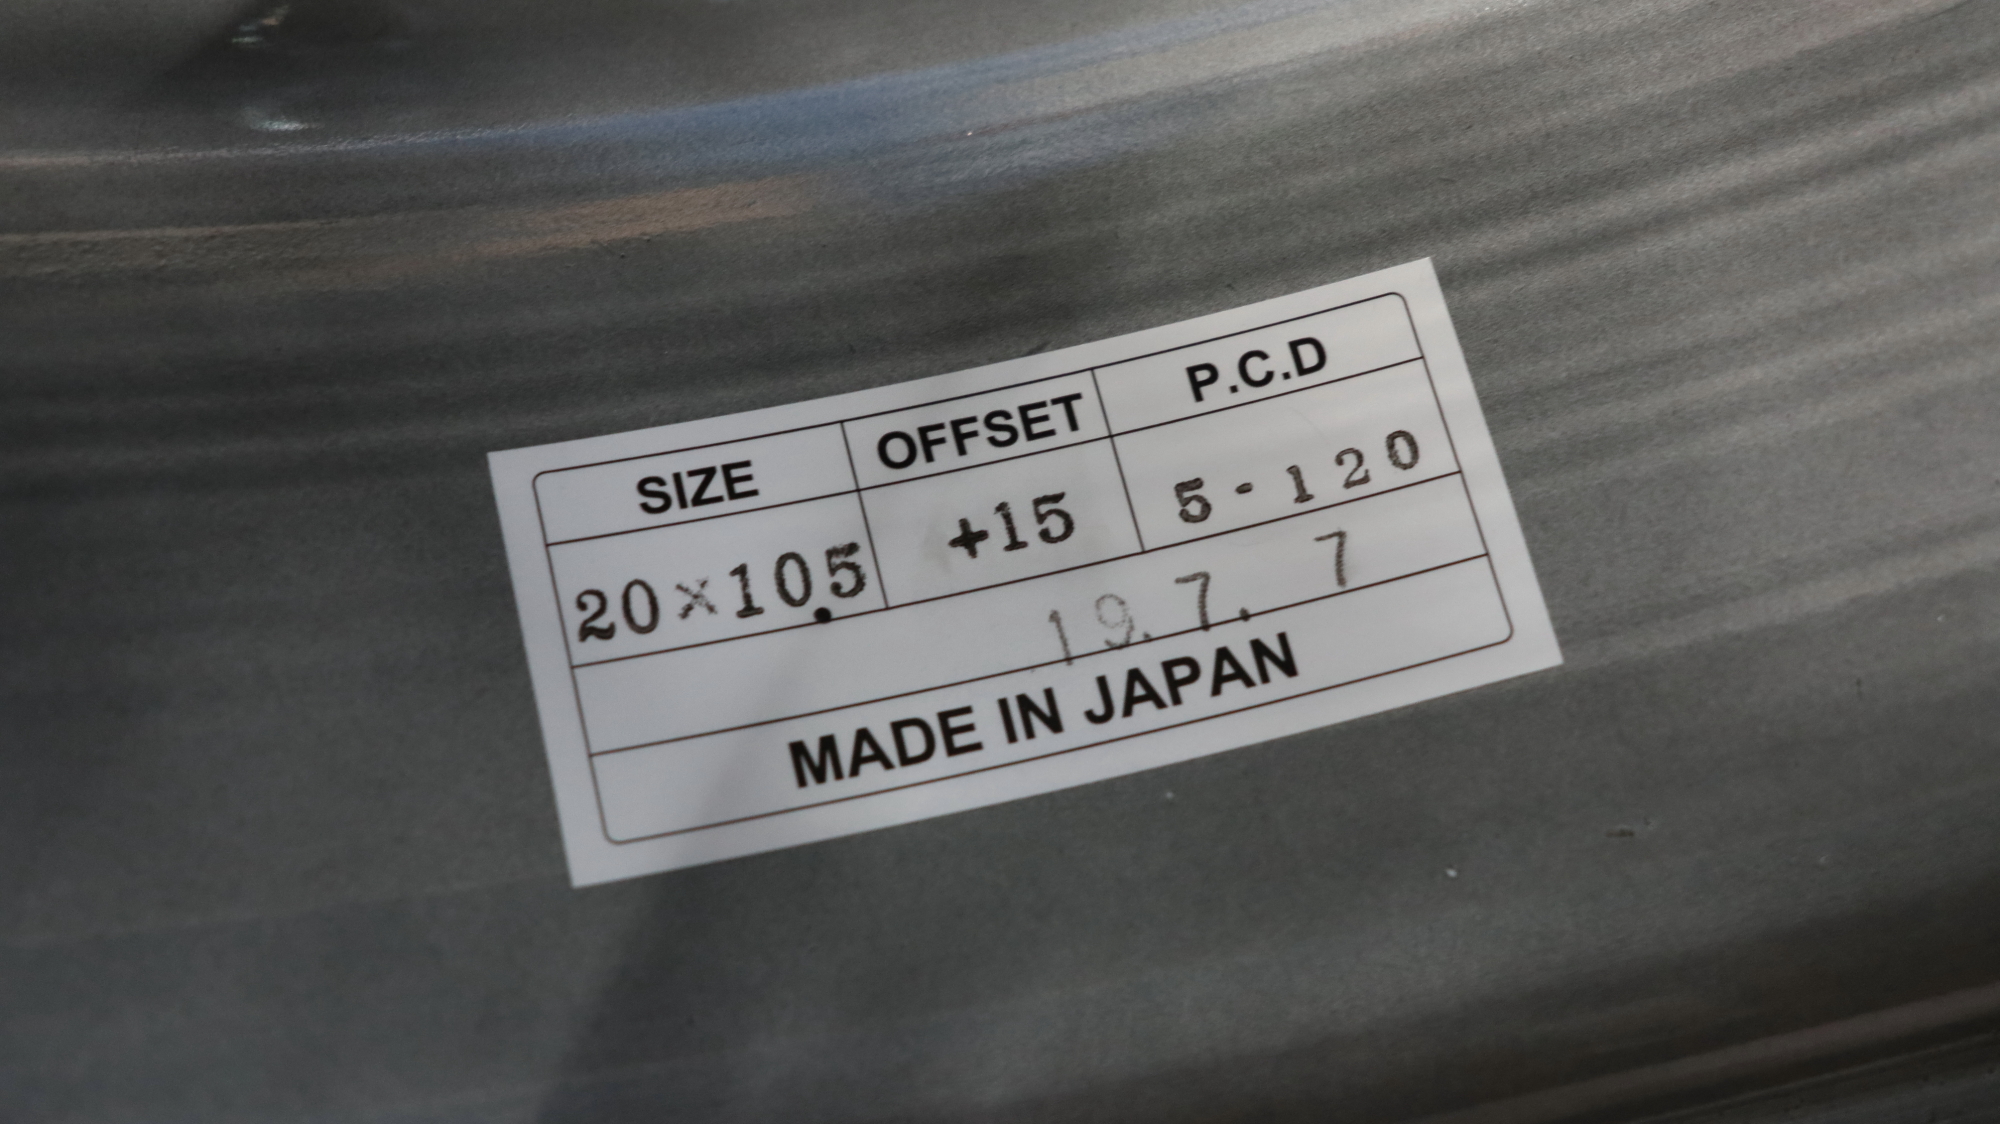 SIZE OFFSET P.C.D
20×10.5 +15 5-120
19.7. 7
MADE IN JAPAN